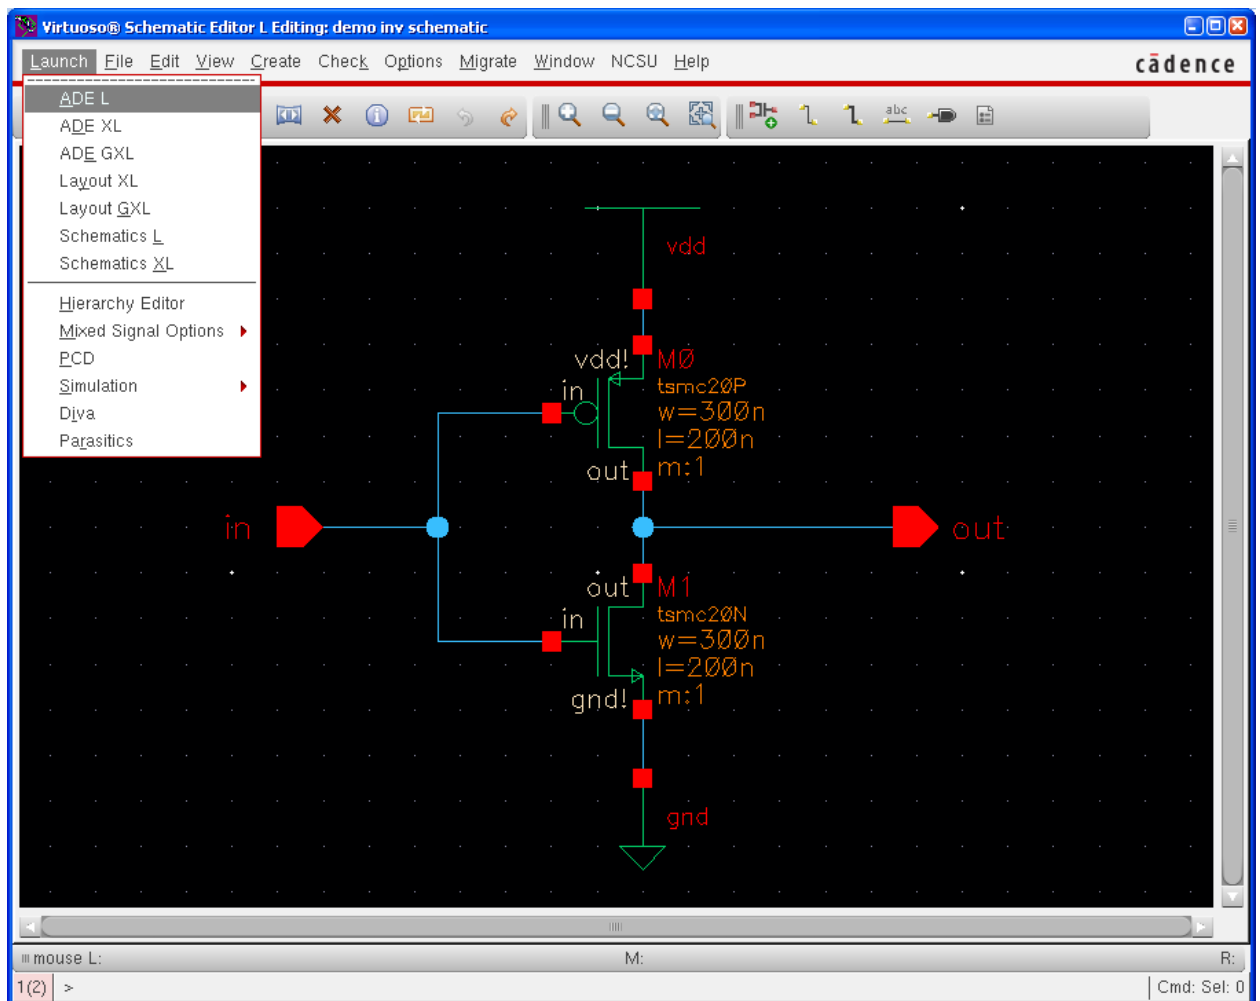 Virtuoso® Schematic Editor L Editing: demo inv schematic
Launch File Edit View Create Check Options Migrate Window NCSU Help cādence
ADE L
ADE XL
ADE GXL
Layout XL
Layout GXL
Schematics L
Schematics XL
Hierarchy Editor
Mixed Signal Options
PCD
Simulation
Diva
Parasitics
abc
vdd
vdd!
M0
in
tsmc20P
w=300n
l=200n
out
m:1
in
out
out
M1
in
tsmc20N
w=300n
l=200n
gnd!
m:1
gnd
mouse L: M: R:
1(2) > Cmd: Sel: 0